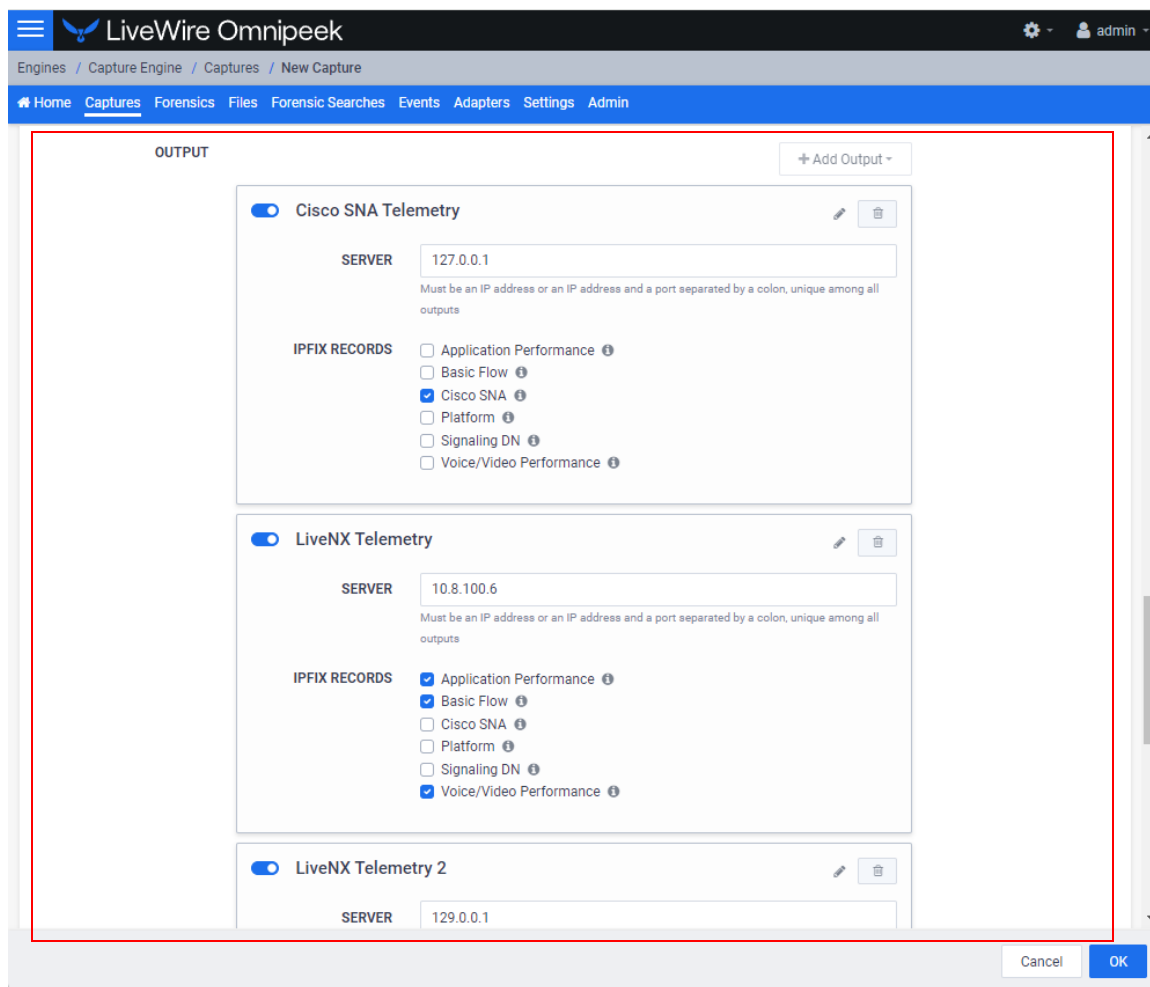 LiveWire Omnipeek
admin
Engines / Capture Engine / Captures / New Capture
Home Captures Forensics Files Forensic Searches Events Adapters Settings Admin
OUTPUT
+ Add Output
Cisco SNA Telemetry
SERVER 127.0.0.1
Must be an IP address or an IP address and a port separated by a colon, unique among all
outputs
IPFIX RECORDS Application Performance
Basic Flow
Cisco SNA
Platform
Signaling DN
Voice/Video Performance
LiveNX Telemetry
SERVER 10.8.100.6
Must be an IP address or an IP address and a port separated by a colon, unique among all
outputs
IPFIX RECORDS Application Performance
Basic Flow
Cisco SNA
Platform
Signaling DN
Voice/Video Performance
LiveNX Telemetry 2
SERVER 129.0.0.1
Cancel OK